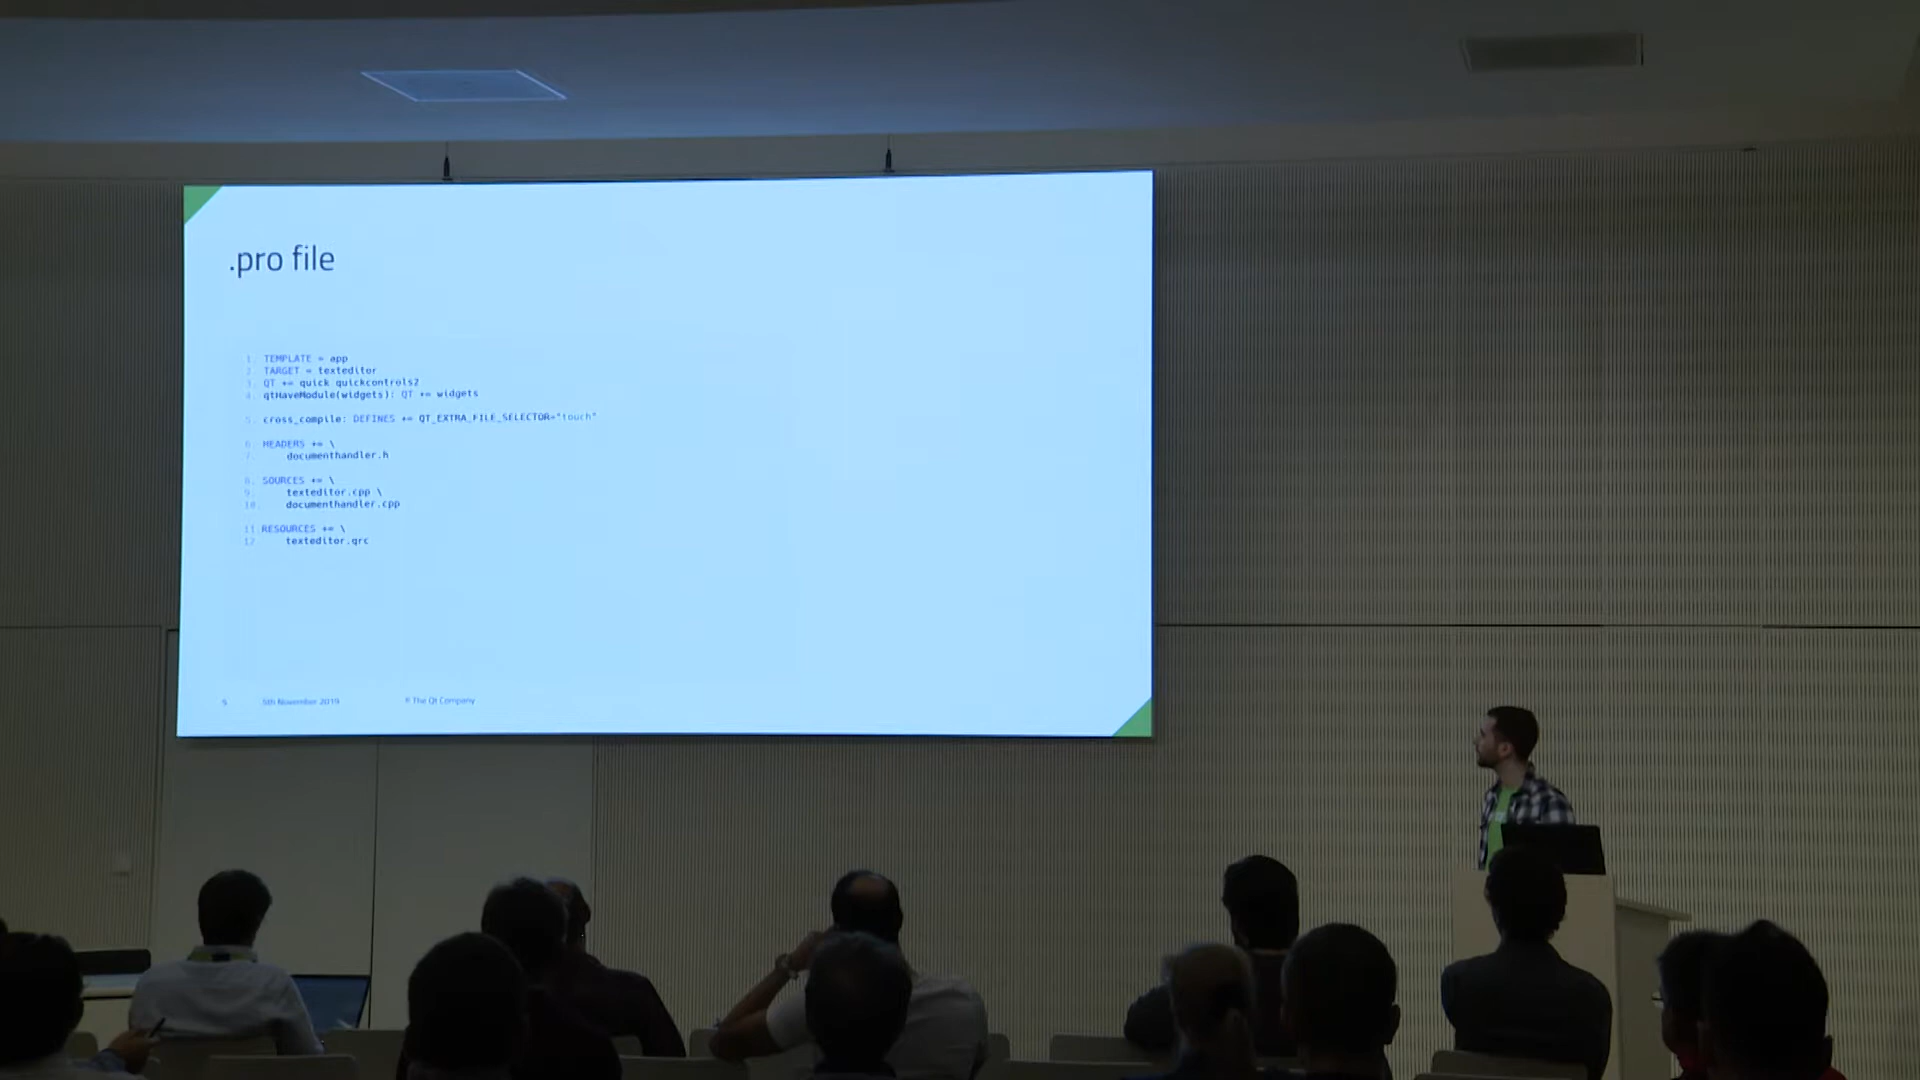 .pro file
1. TEMPLATE = app
2. TARGET = texteditor
3. QT += quick quickcontrols2
4. qtHaveModule(widgets): QT += widgets
5. cross_compile: DEFINES += QT_EXTRA_FILE_SELECTOR="touch"
6. HEADERS += \
7. documenthandler.h
8. SOURCES += \
9. texteditor.cpp \
10. documenthandler.cpp
11. RESOURCES += \
12. texteditor.qrc
5th November 2019
© The Qt Company